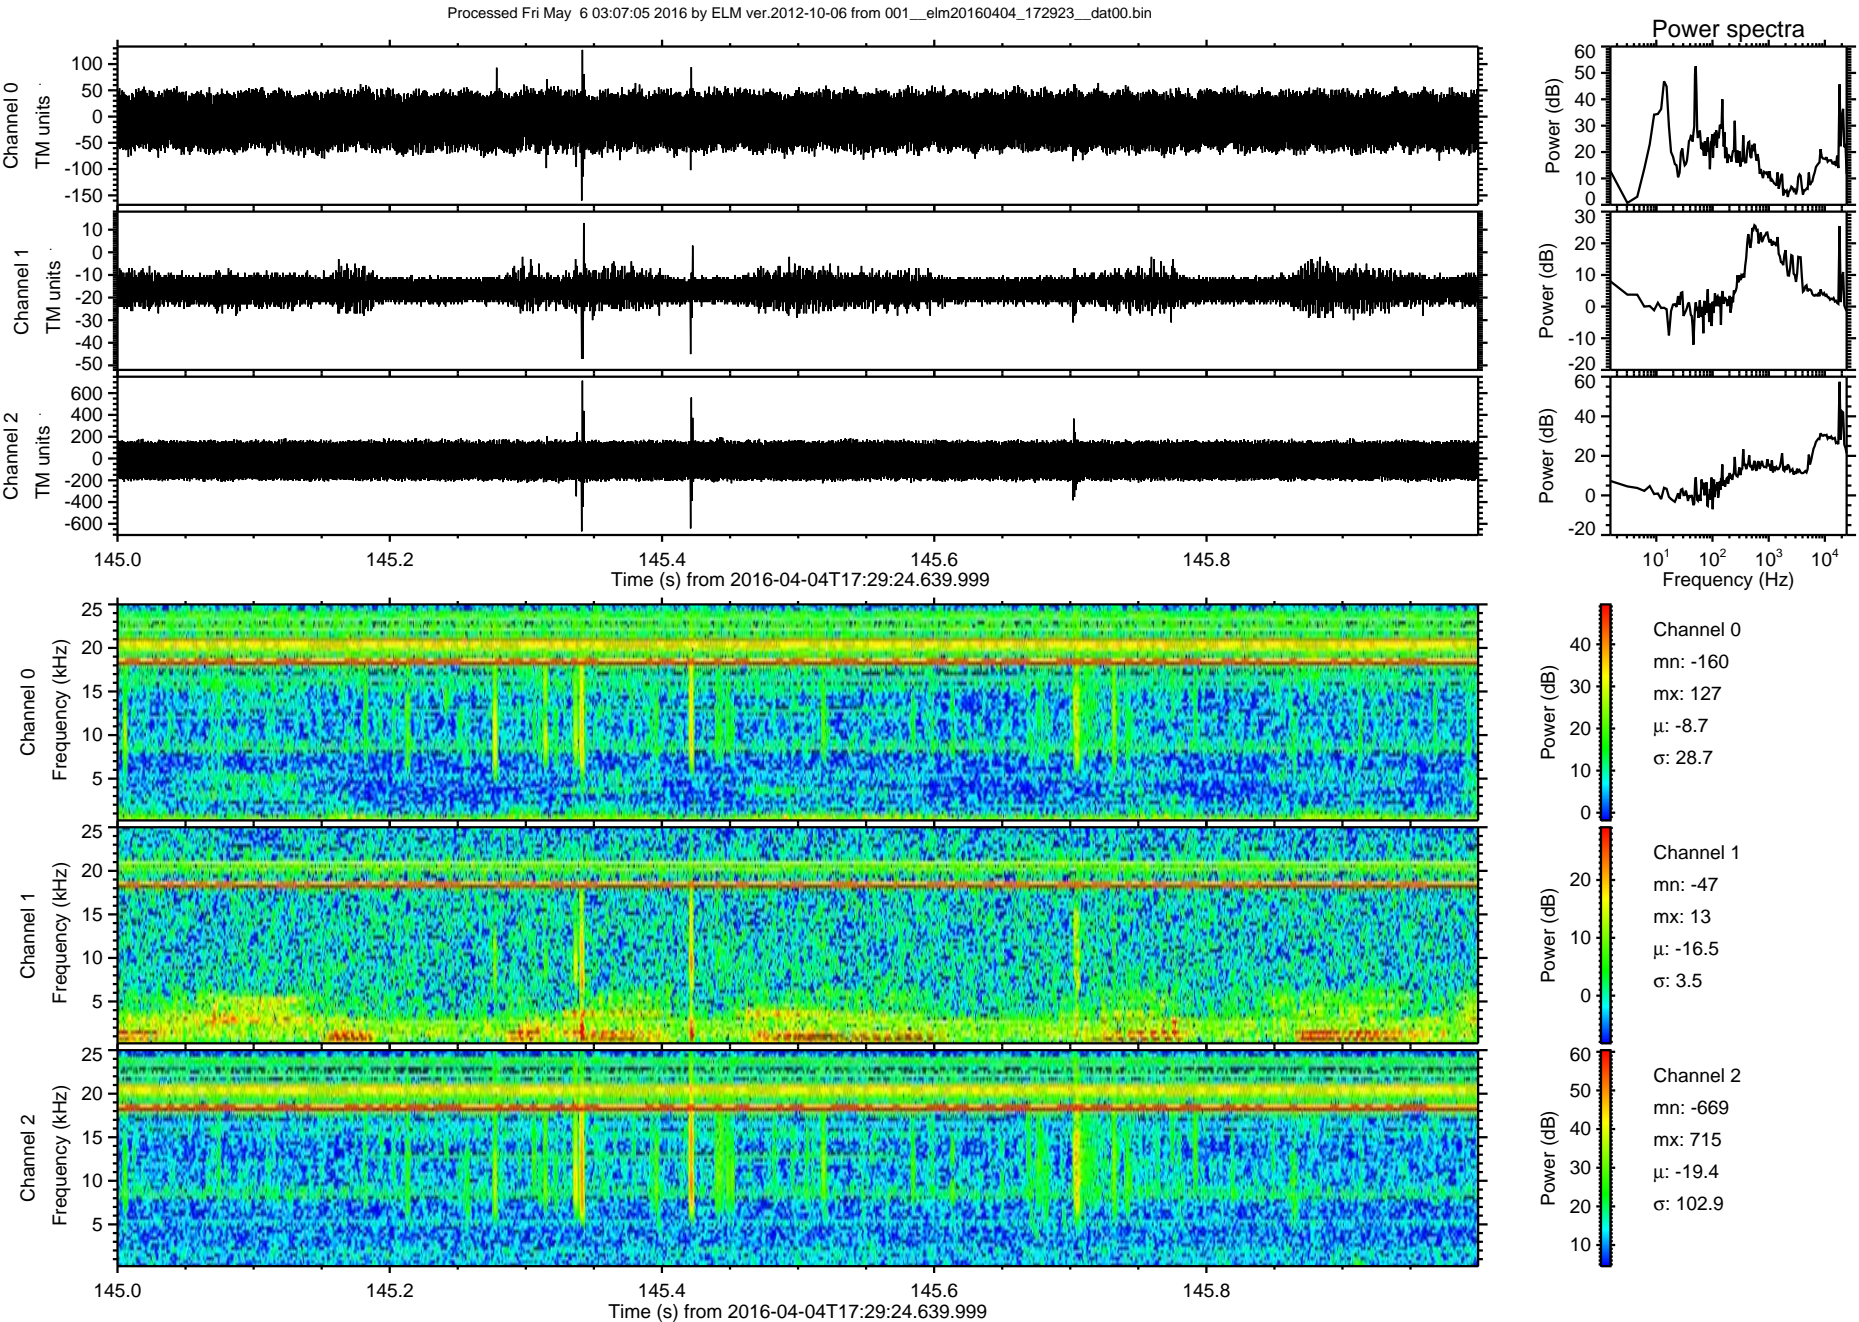 Processed Fri May  6 03:07:05 2016 by ELM ver.2012-10-06 from 001__elm20160404_172923__dat00.bin
Power spectra
Channel 0
TM units
100
50
0
-50
-100
-150
Power (dB)
60
50
40
30
20
10
0
Channel 1
TM units
10
0
-10
-20
-30
-40
-50
Power (dB)
30
20
10
0
-10
-20
Channel 2
TM units
600
400
200
0
-200
-400
-600
Power (dB)
60
40
20
0
-20
145.0 145.2 145.4 145.6 145.8
Time (s) from 2016-04-04T17:29:24.639.999
10¹ 10² 10³ 10⁴
Frequency (Hz)
Channel 0
Frequency (kHz)
25
20
15
10
5
Power (dB)
40
30
20
10
0
Channel 0
mn: -160
mx: 127
μ: -8.7
σ: 28.7
Channel 1
Frequency (kHz)
25
20
15
10
5
Power (dB)
20
10
0
Channel 1
mn: -47
mx: 13
μ: -16.5
σ: 3.5
Channel 2
Frequency (kHz)
25
20
15
10
5
Power (dB)
60
50
40
30
20
10
Channel 2
mn: -669
mx: 715
μ: -19.4
σ: 102.9
145.0 145.2 145.4 145.6 145.8
Time (s) from 2016-04-04T17:29:24.639.999